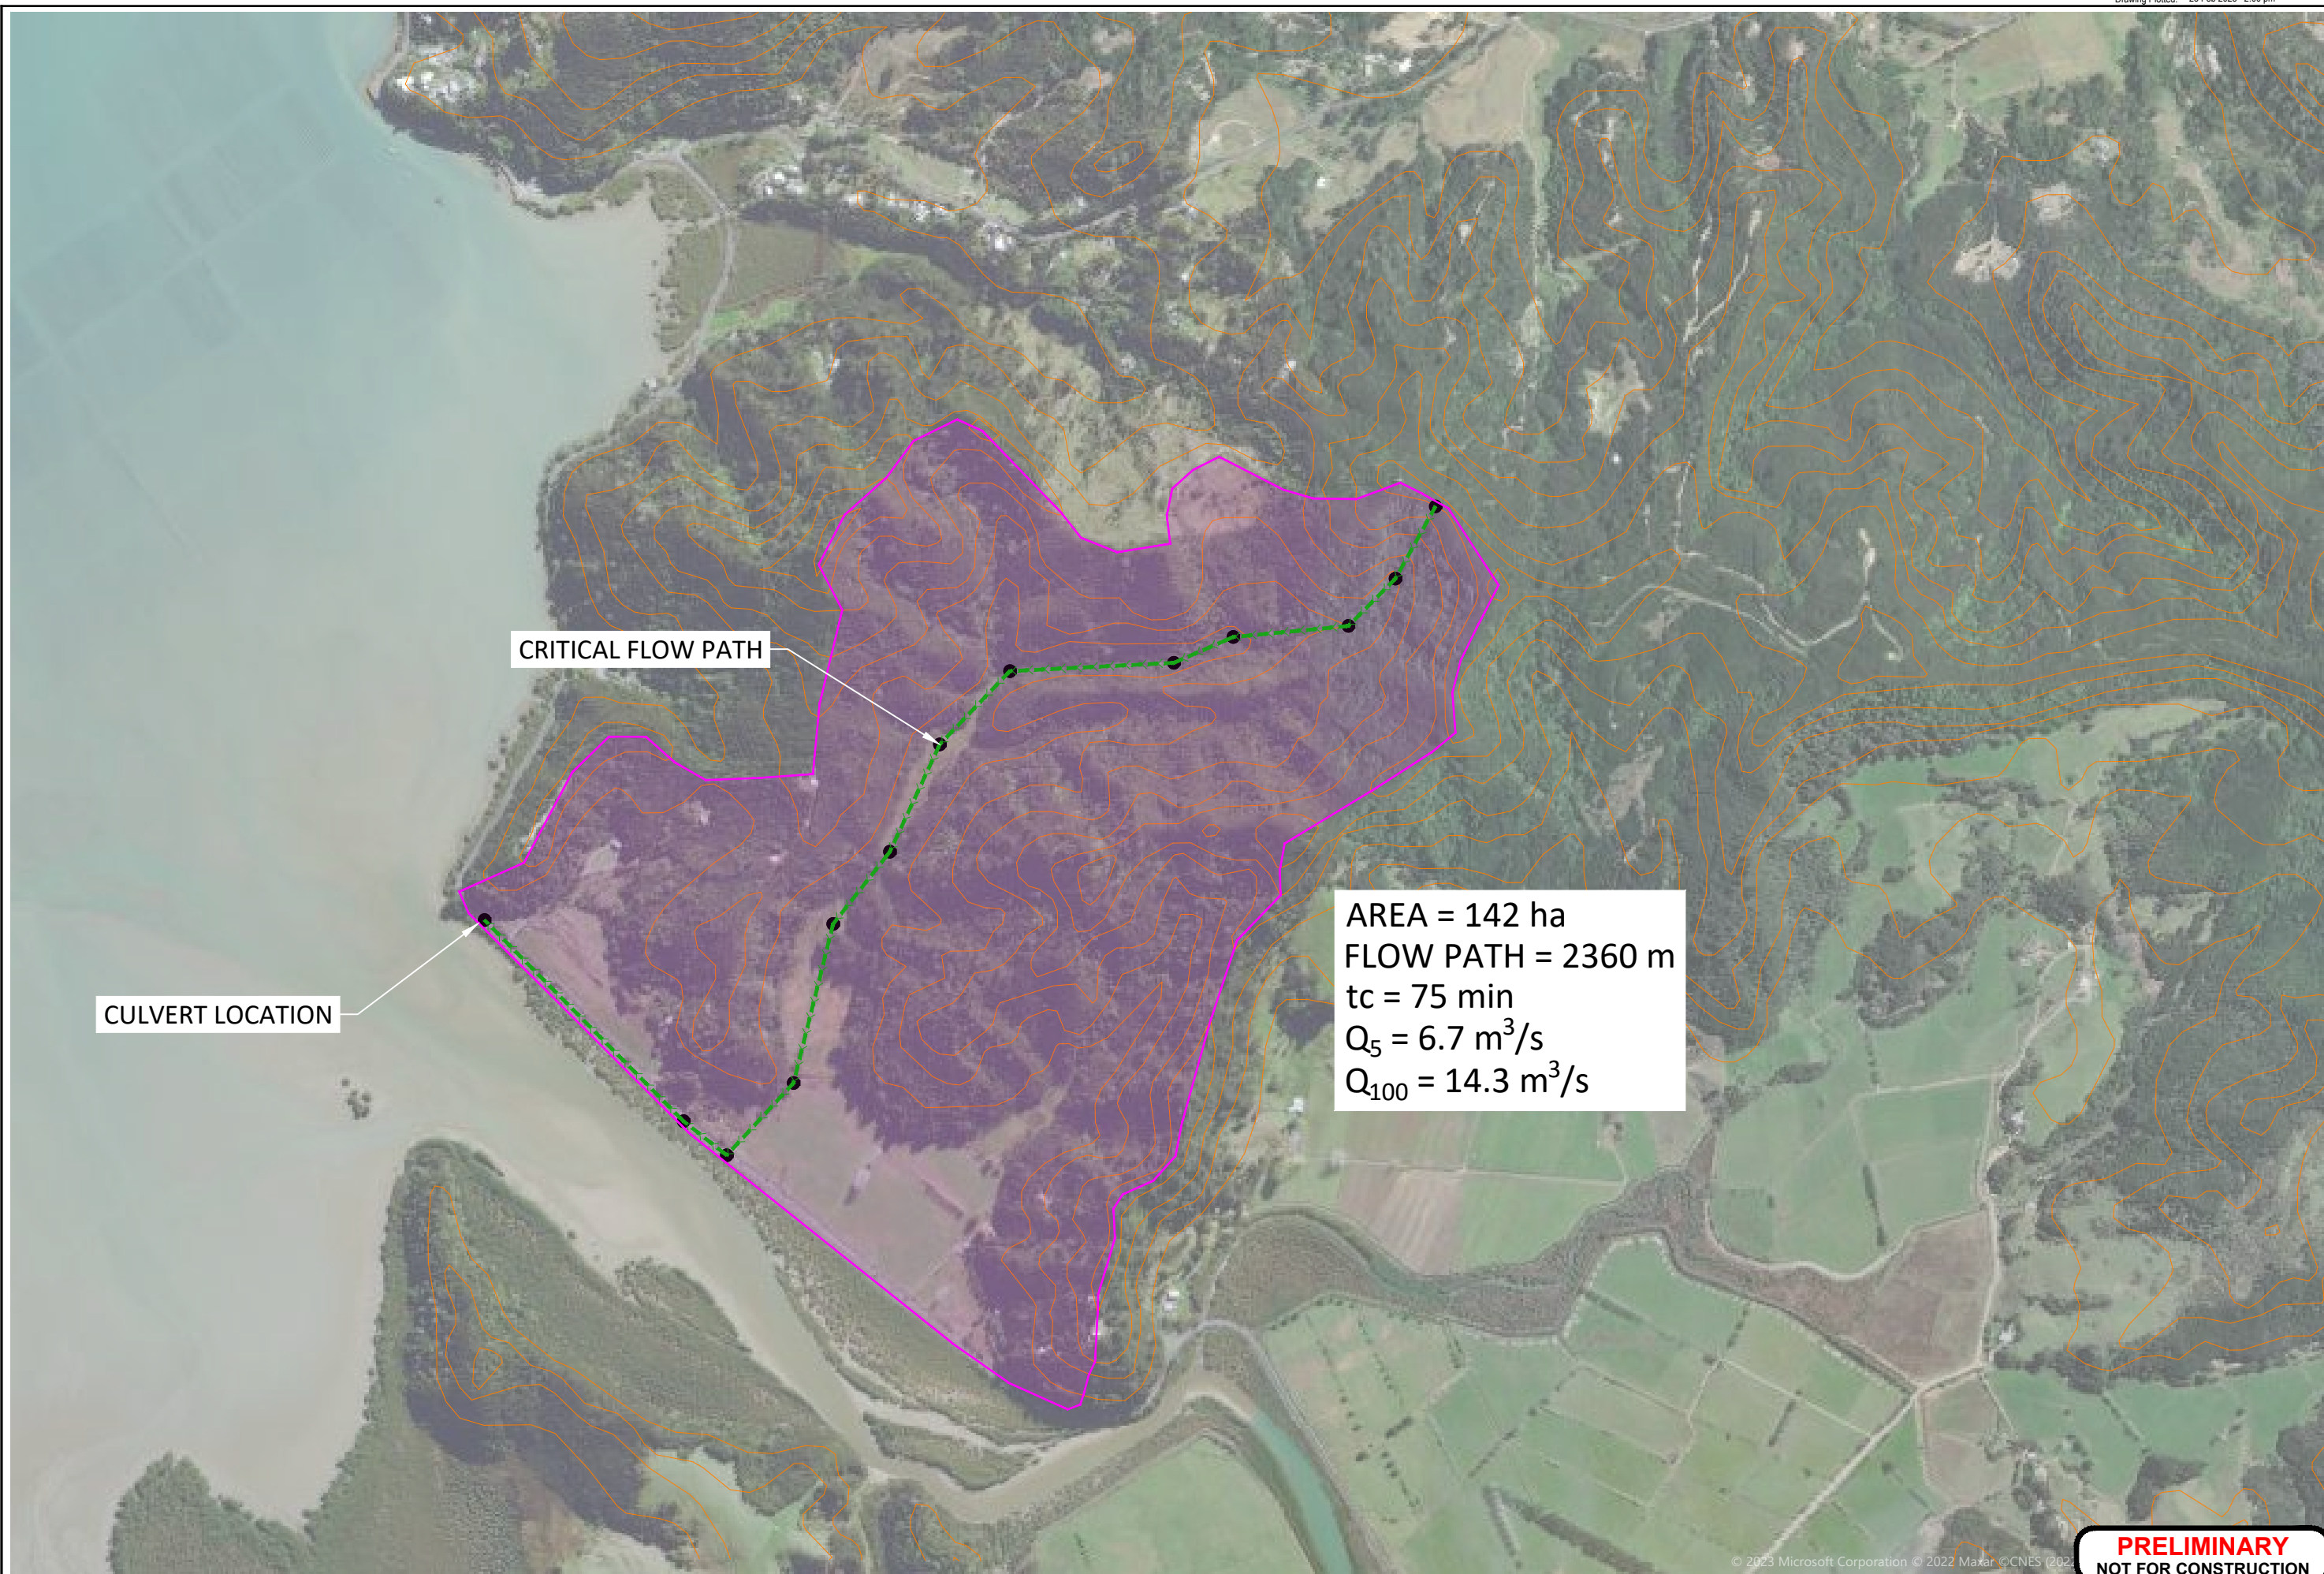 CRITICAL FLOW PATH
CULVERT LOCATION
AREA = 142 ha
FLOW PATH = 2360 m
tc = 75 min
Q₅ = 6.7 m³/s
Q₁₀₀ = 14.3 m³/s
© 2023 Microsoft Corporation © 2022 Maxar ©CNES (2022
PRELIMINARY
NOT FOR CONSTRUCTION